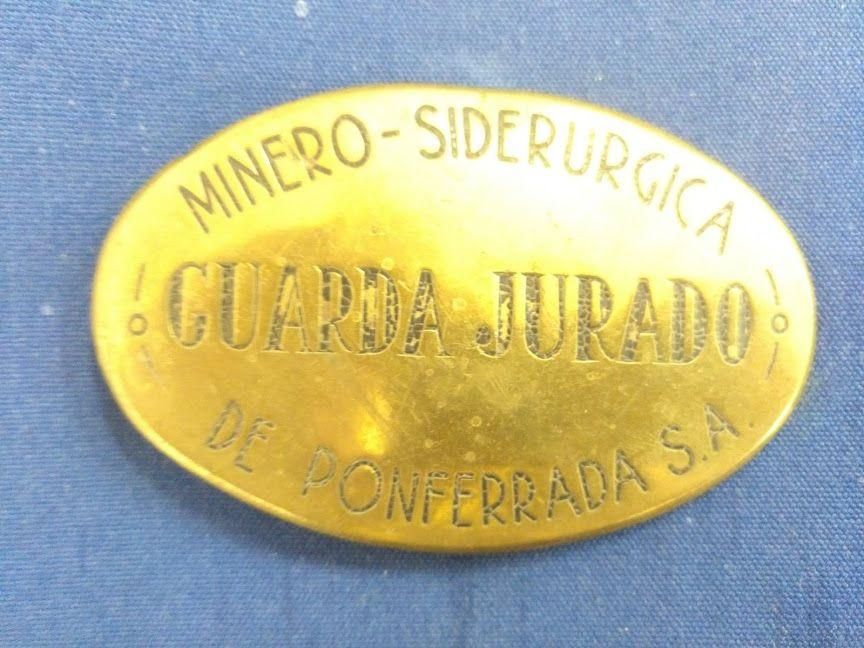 MINERO-SIDERURGICA
GUARDA JURADO
DE PONFERRADA S.A.